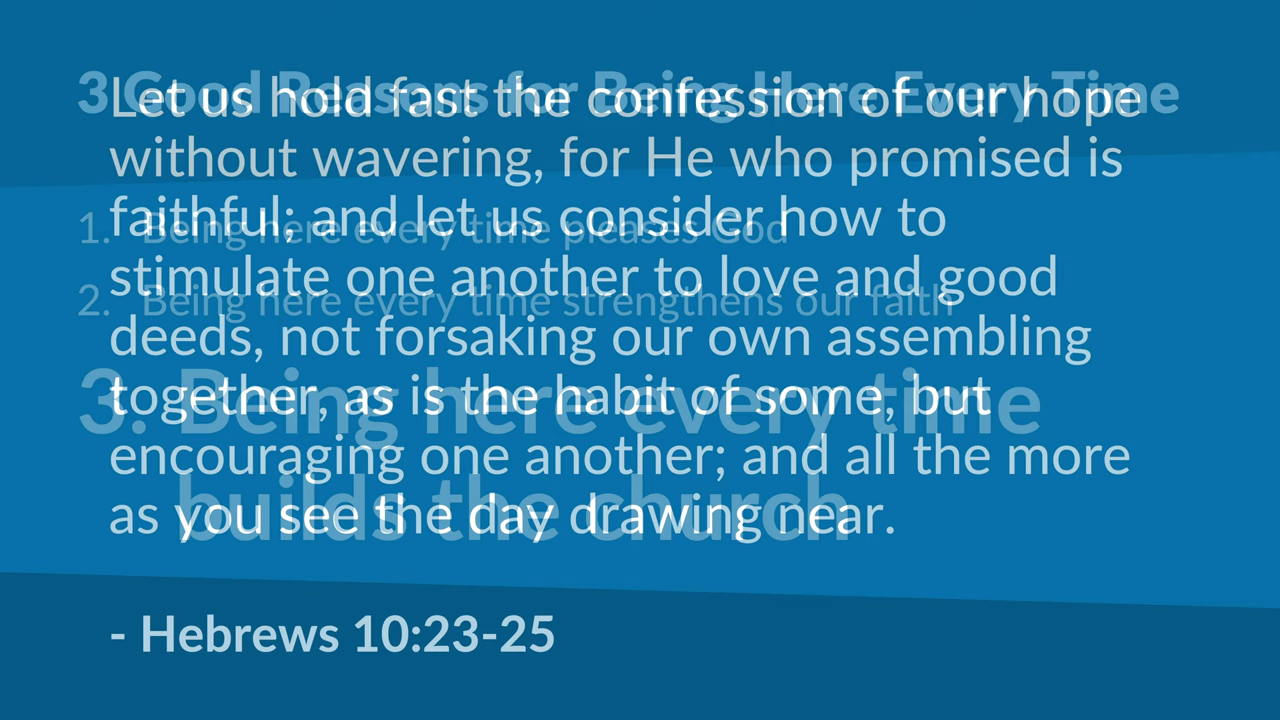 3 Good Reasons for Being Here Every Time
1. Being here every time pleases God
2. Being here every time strengthens our faith
3. Being here every time
builds the church
Let us hold fast the confession of our hope
without wavering, for He who promised is
faithful; and let us consider how to
stimulate one another to love and good
deeds, not forsaking our own assembling
together, as is the habit of some, but
encouraging one another; and all the more
as you see the day drawing near.
- Hebrews 10:23-25